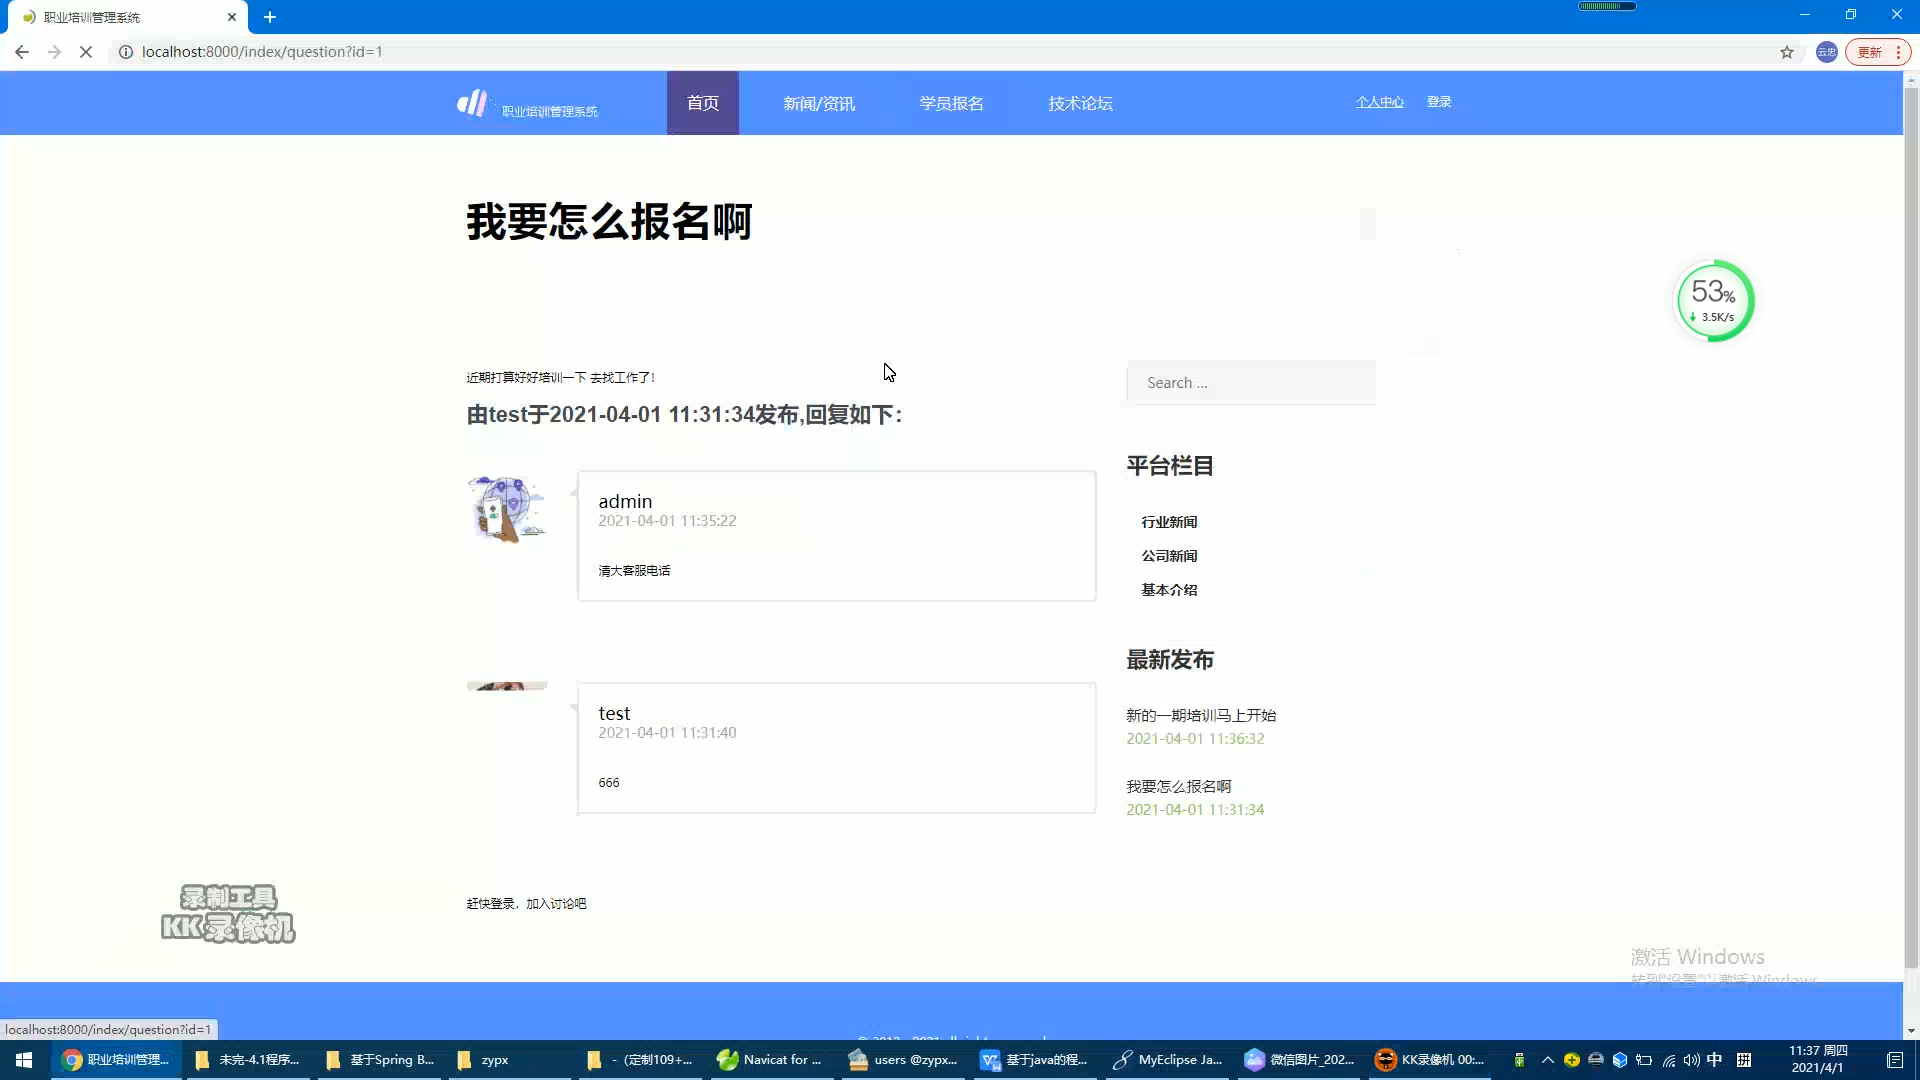 职业培训管理系统
localhost:8000/index/question?id=1
云忠
更新
职业培训管理系统
首页
新闻/资讯
学员报名
技术论坛
个人中心
登录
我要怎么报名啊
53%
3.5K/s
近期打算好好培训一下 去找工作了!
Search ...
由test于2021-04-01 11:31:34发布,回复如下:
平台栏目
admin
2021-04-01 11:35:22
清大客服电话
行业新闻
公司新闻
基本介绍
最新发布
test
2021-04-01 11:31:40
666
新的一期培训马上开始
2021-04-01 11:36:32
我要怎么报名啊
2021-04-01 11:31:34
赶快登录，加入讨论吧
录制工具
KK录像机
激活 Windows
转到"设置"以激活 Windows。
localhost:8000/index/question?id=1
职业培训管理...
未完-4.1程序...
基于Spring B...
zypx
-（定制109+...
Navicat for ...
users @zypx...
基于java的程...
MyEclipse Ja...
微信图片_202...
KK录像机 00:...
中
11:37 周四
2021/4/1